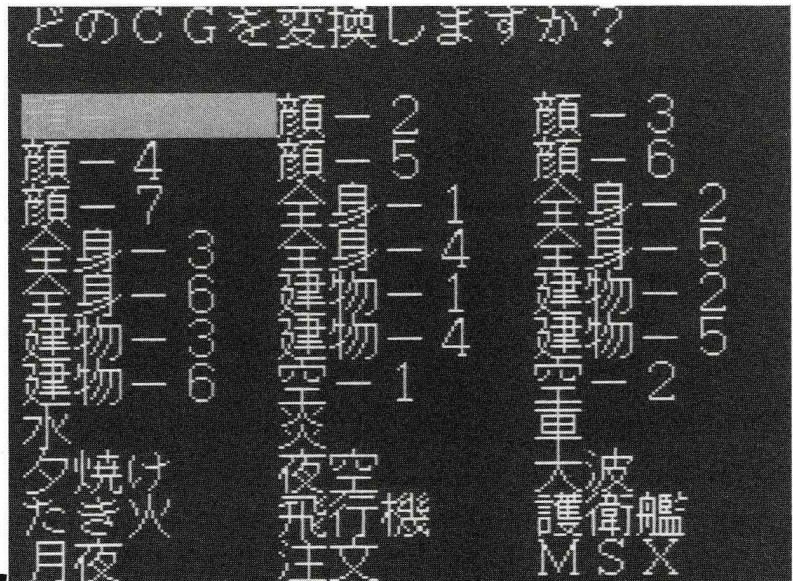 どのＣＧを変換しますか？
顔－２ 顔－３
顔－４ 顔－５ 顔－６
顔－７ 全身－１ 全身－２
全身－３ 全身－４ 全身－５
全身－６ 建物－１ 建物－２
建物－３ 建物－４ 建物－５
建物－６ 空－１ 空－２
水 炎 車
夕焼け 夜空 大波
たき火 飛行機 護衛艦
月夜 注文 ＭＳＸ